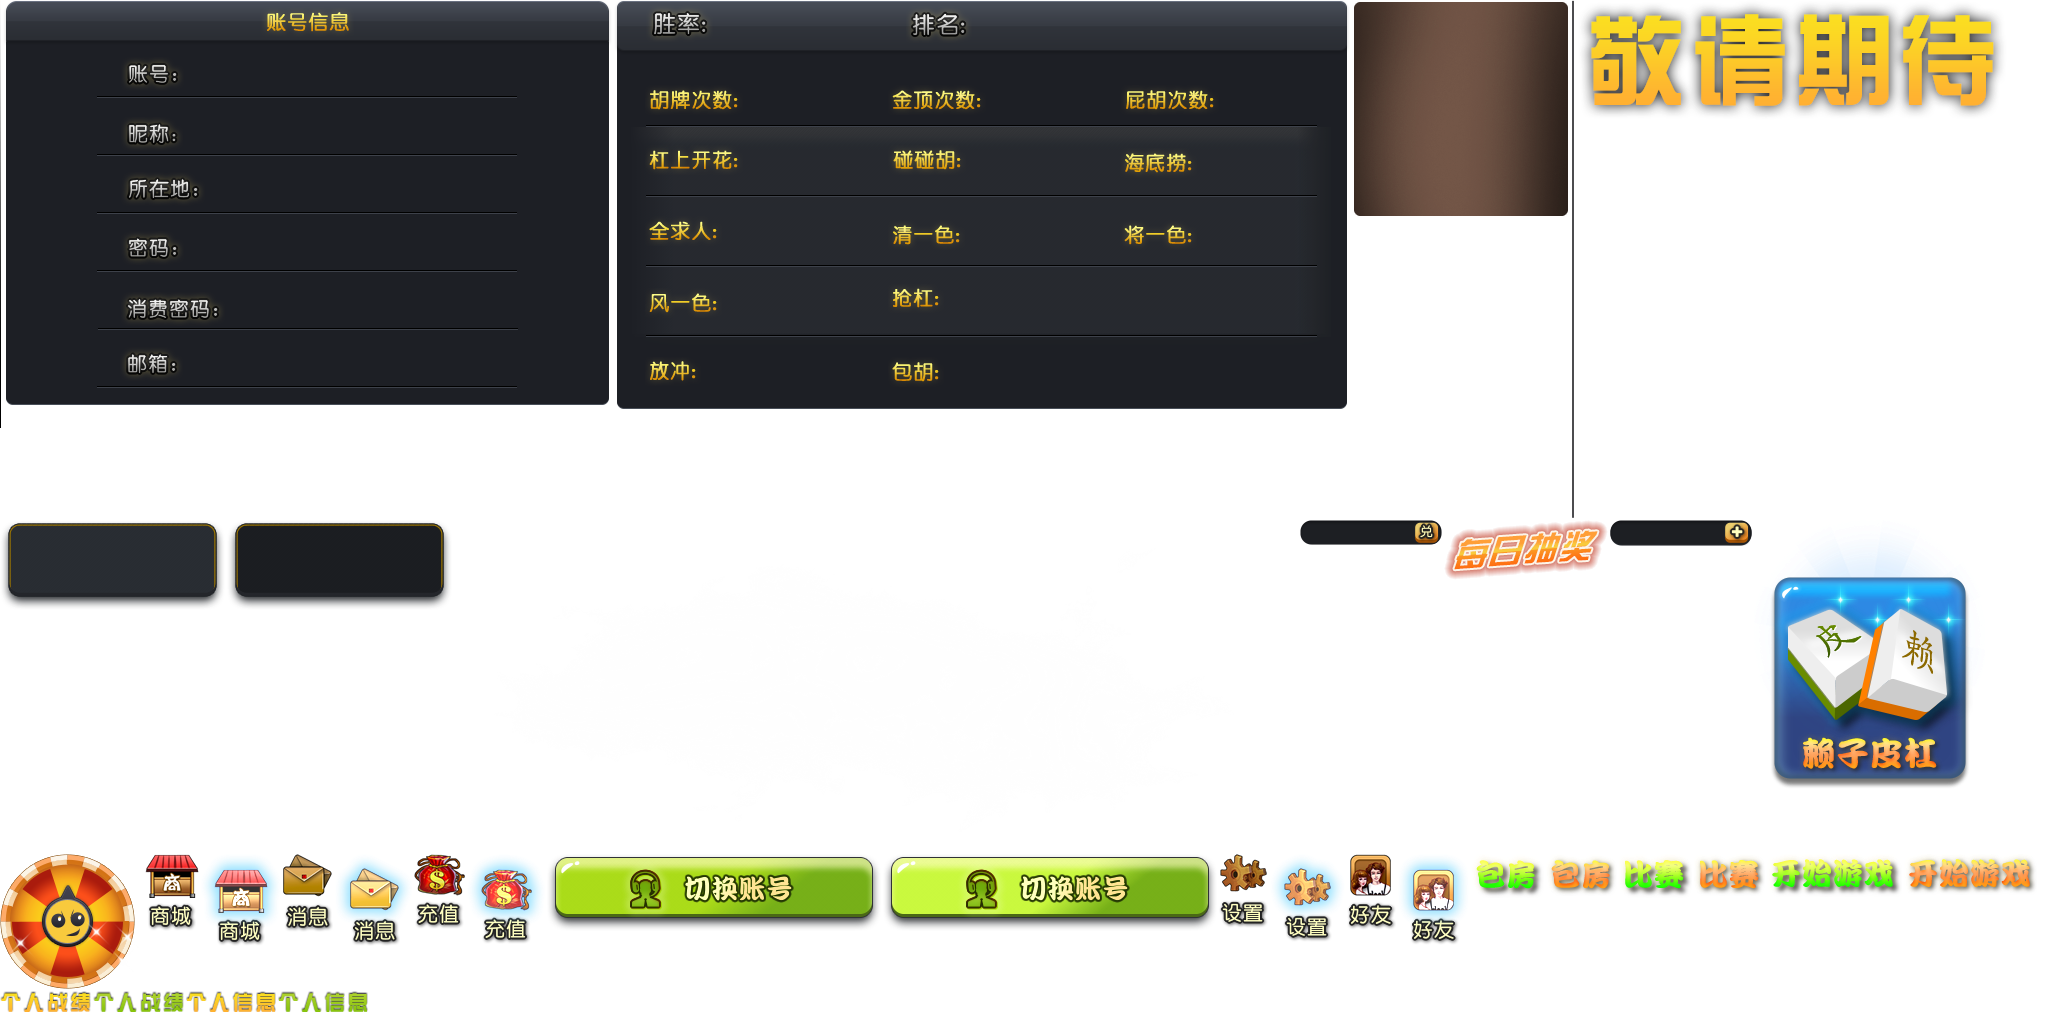 账号信息
账号:
昵称:
所在地:
密码:
消费密码:
邮箱:
胜率: 排名:
胡牌次数: 金顶次数: 屁胡次数:
杠上开花: 碰碰胡: 海底捞:
全求人: 清一色: 将一色:
风一色: 抢杠:
放冲: 包胡:
敬请期待
兑
每日抽奖
皮
赖
赖子皮杠
商
商城
商
商城
消息
消息
$
充值
$
充值
切换账号
切换账号
设置
设置
好友
好友
包房 包房 比赛 比赛 开始游戏 开始游戏
个人战绩 个人战绩 个人信息 个人信息